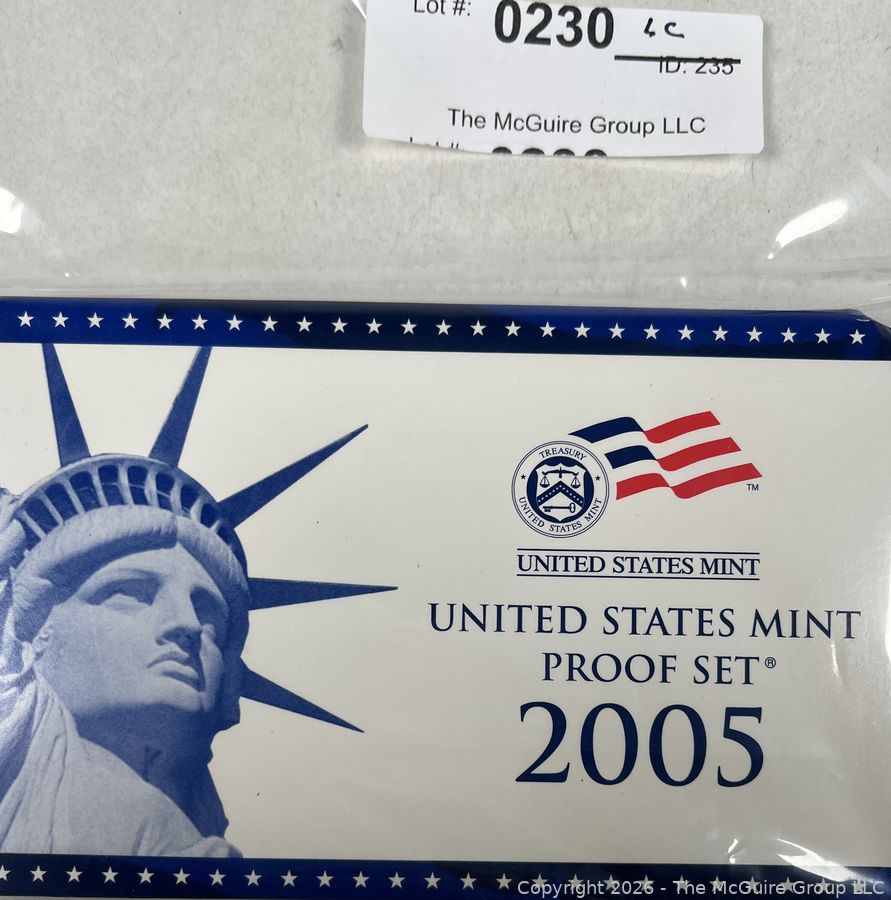 Lot #: 0230 LC
ID: 235
The McGuire Group LLC
TREASURY
UNITED STATES MINT
TM
UNITED STATES MINT
UNITED STATES MINT
PROOF SET®
2005
Copyright 2026 - The McGuire Group LLC